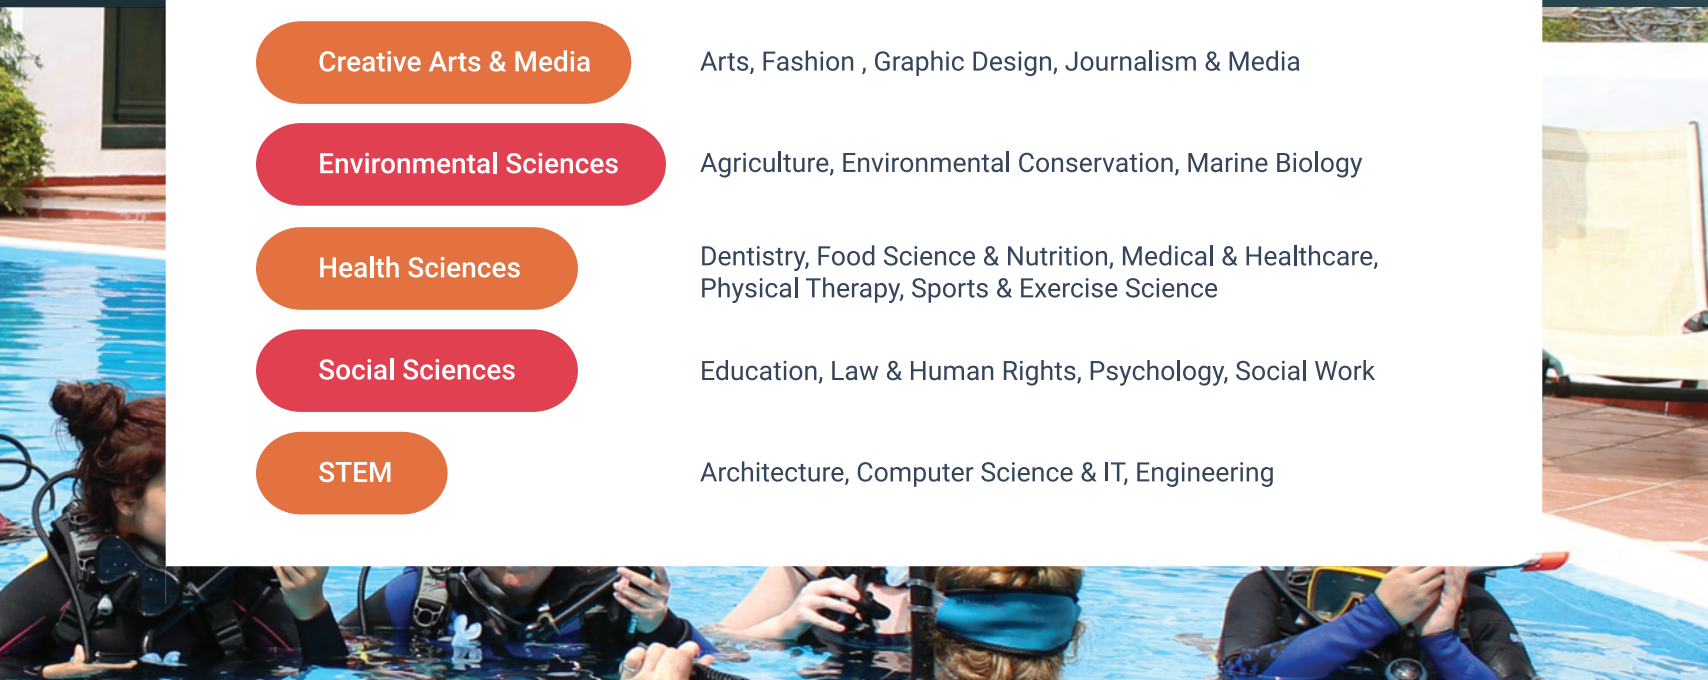 Creative Arts & Media
Arts, Fashion , Graphic Design, Journalism & Media
Environmental Sciences
Agriculture, Environmental Conservation, Marine Biology
Health Sciences
Dentistry, Food Science & Nutrition, Medical & Healthcare,
Physical Therapy, Sports & Exercise Science
Social Sciences
Education, Law & Human Rights, Psychology, Social Work
STEM
Architecture, Computer Science & IT, Engineering